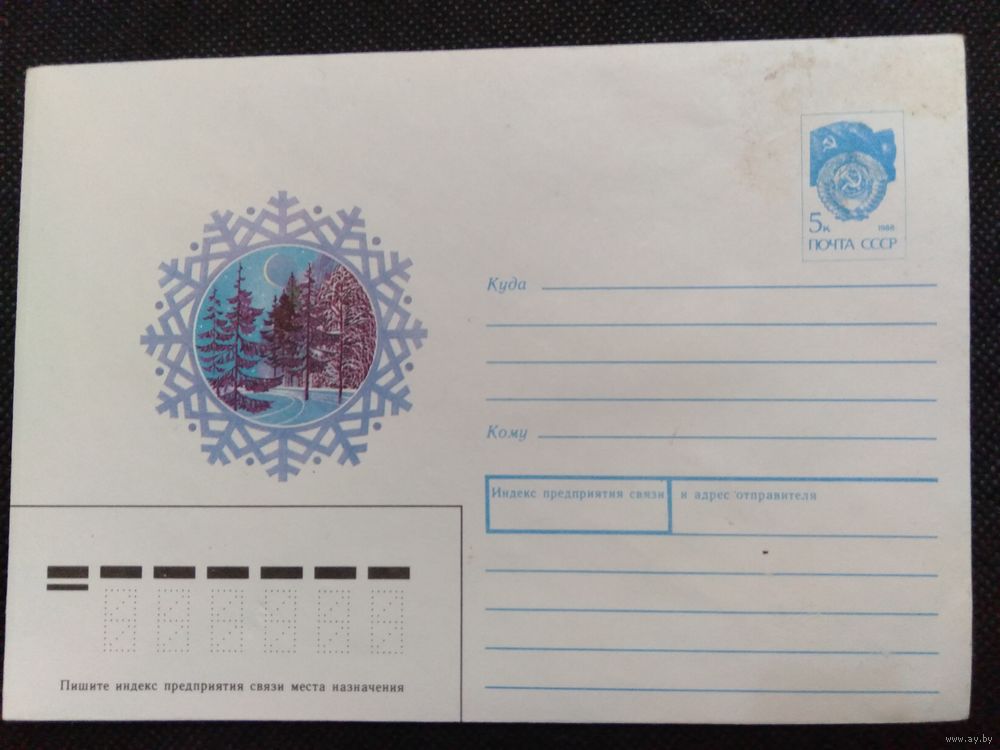 5к 1988
ПОЧТА СССР
Куда
Кому
Индекс предприятия связи и адрес отправителя
Пишите индекс предприятия связи места назначения
www.ay.by